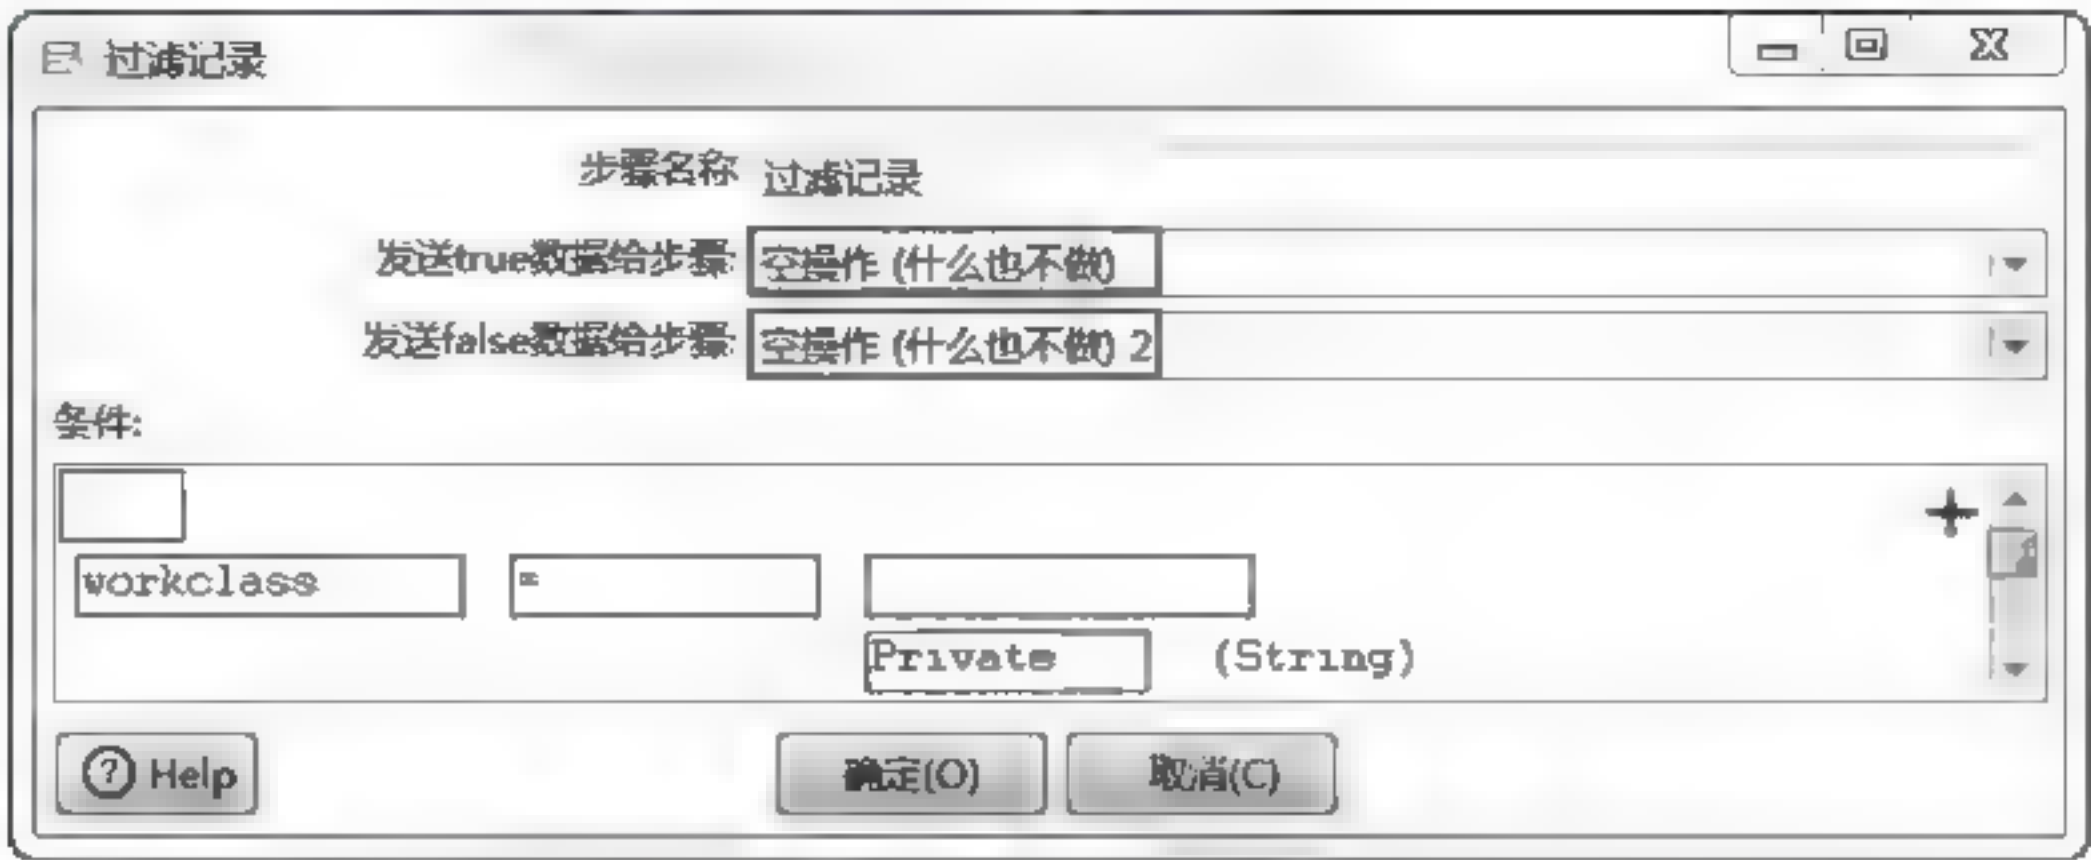 过滤记录
步骤名称 过滤记录
发送true数据给步骤: 空操作 (什么也不做)
发送false数据给步骤: 空操作 (什么也不做) 2
条件:
workclass = 
Private (String)
Help 确定(O) 取消(C)